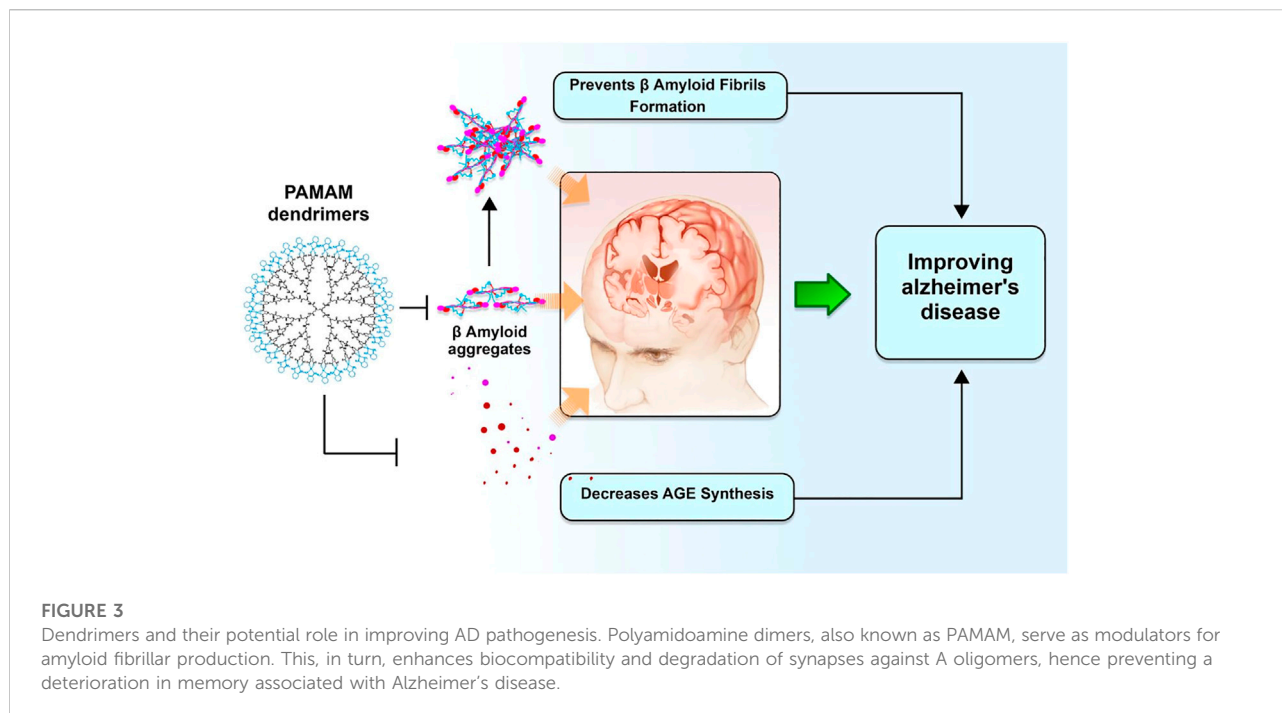 Prevents β Amyloid Fibrils
Formation
PAMAM
dendrimers
β Amyloid
aggregates
Improving
alzheimer's
disease
Decreases AGE Synthesis
FIGURE 3
Dendrimers and their potential role in improving AD pathogenesis. Polyamidoamine dimers, also known as PAMAM, serve as modulators for
amyloid fibrillar production. This, in turn, enhances biocompatibility and degradation of synapses against A oligomers, hence preventing a
deterioration in memory associated with Alzheimer’s disease.